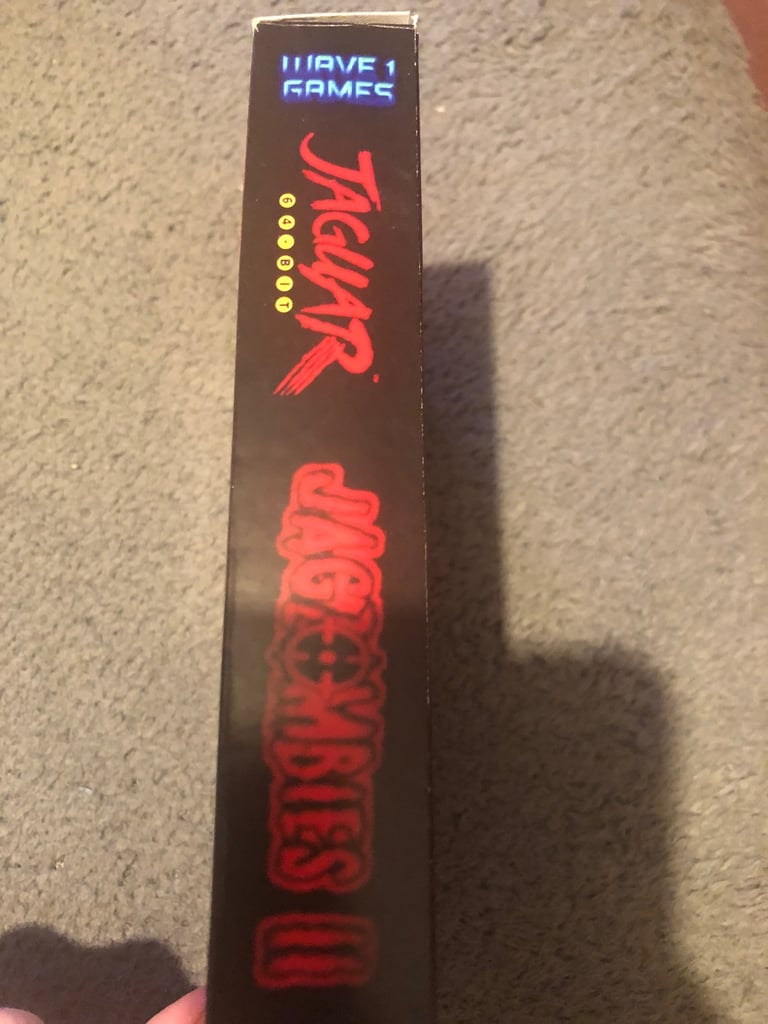 WAVE 1
GAMES
JAGUAR
64·BIT
JAGZOMBIES II